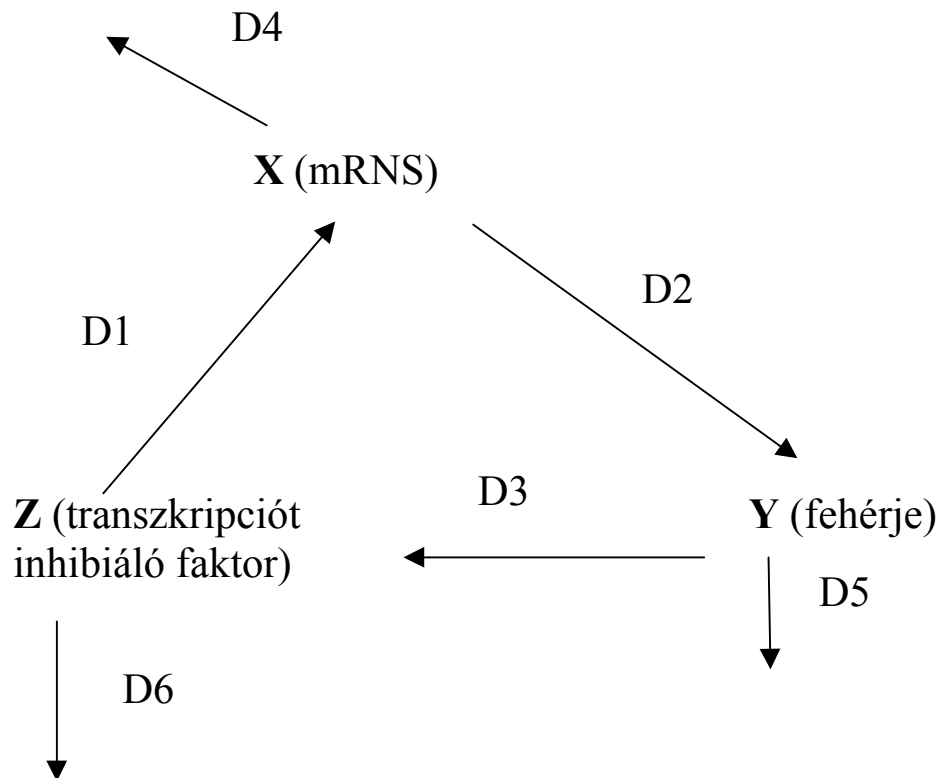 D4
X (mRNS)
D2
D1
D3
Z (transzkripciót
inhibiáló faktor)
Y (fehérje)
D5
D6